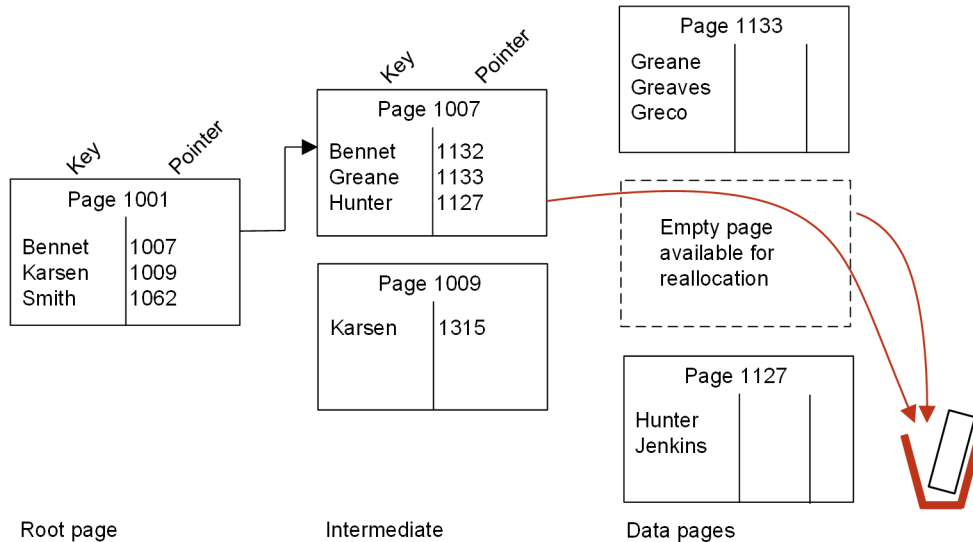 Key
Pointer
Page 1001
Bennet 1007
Karsen 1009
Smith 1062
Key
Pointer
Page 1007
Bennet 1132
Greane 1133
Hunter 1127
Page 1009
Karsen 1315
Page 1133
Greane
Greaves
Greco
Empty page
available for
reallocation
Page 1127
Hunter
Jenkins
Root page
Intermediate
Data pages